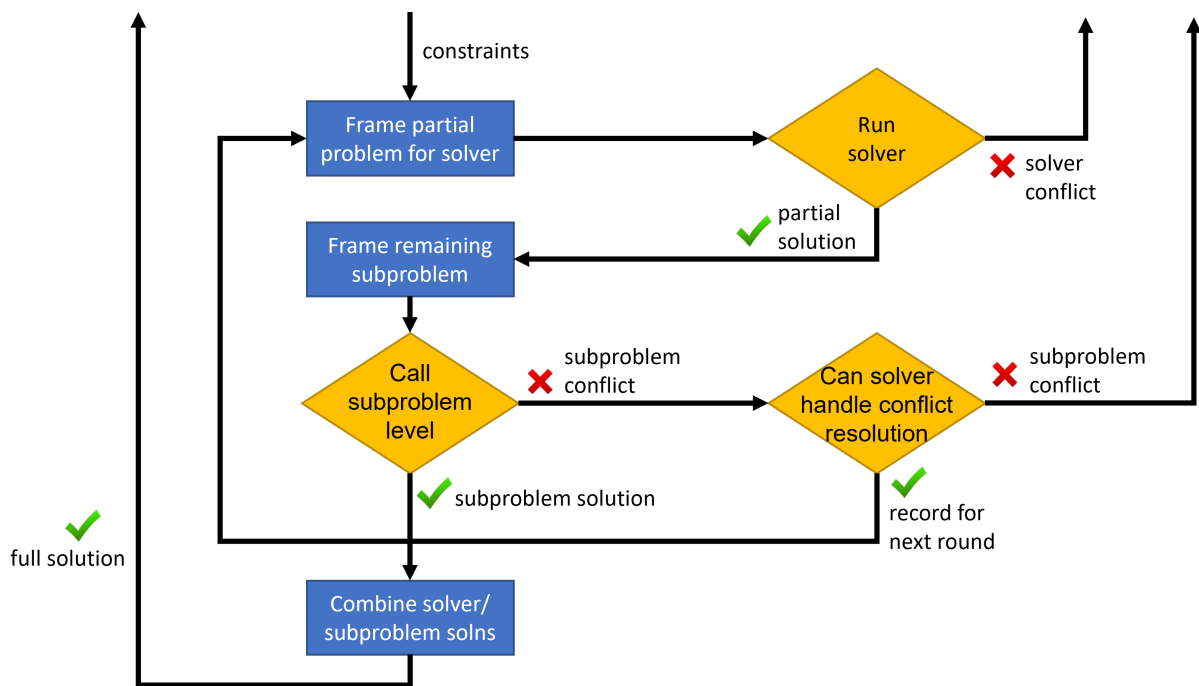 constraints
Frame partial
problem for solver
Run
solver
solver
conflict
partial
solution
Frame remaining
subproblem
subproblem
conflict
subproblem
conflict
Call
subproblem
level
Can solver
handle conflict
resolution
subproblem solution
record for
next round
full solution
Combine solver/
subproblem solns